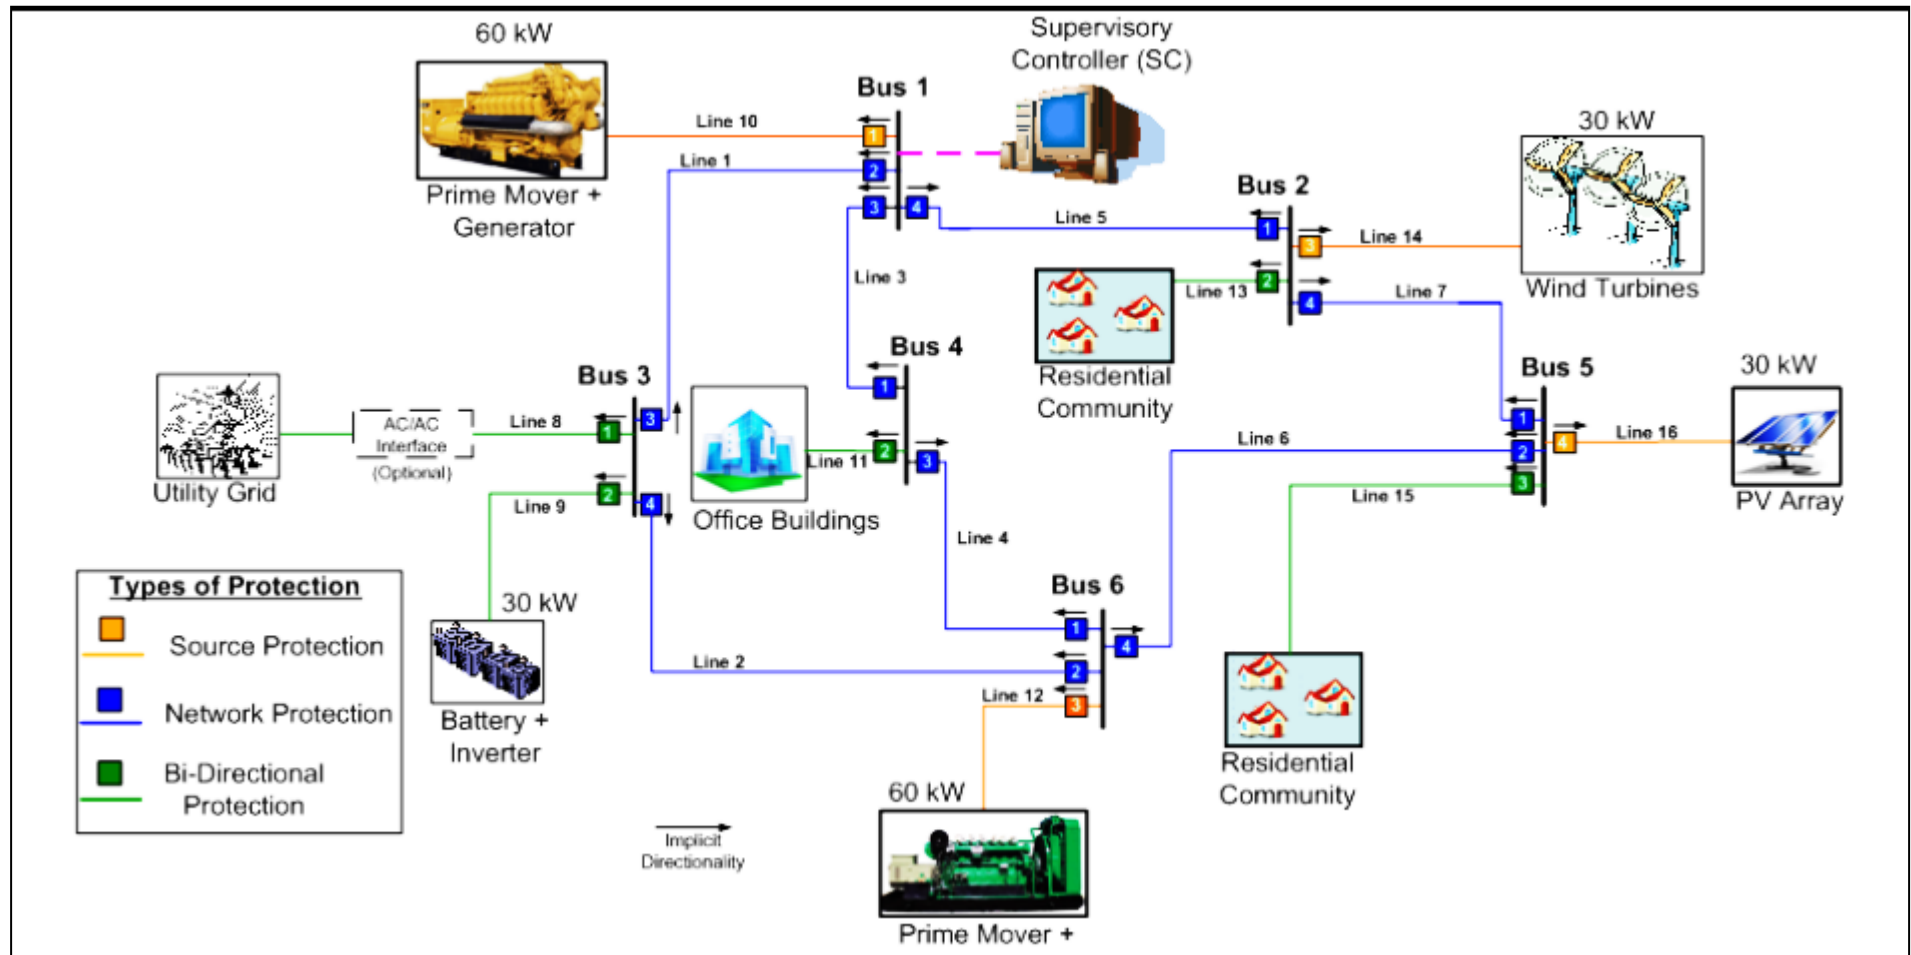 60 kW
Supervisory
Controller (SC)
Bus 1
Line 10
1
Prime Mover +
Generator
Line 1
2
3
4
30 kW
Bus 2
Line 5
1
3
Line 14
Wind Turbines
Line 13
2
4
Line 7
Residential
Community
Line 3
Bus 4
1
2
3
Line 11
Office Buildings
Line 4
Bus 3
Utility Grid
AC/AC
Interface
(Optional)
Line 8
1
3
Line 9
2
4
30 kW
Battery +
Inverter
Line 2
30 kW
Bus 5
1
2
3
4
Line 16
PV Array
Line 6
Line 15
Residential
Community
Bus 6
1
2
3
4
Line 12
60 kW
Prime Mover +
Types of Protection
Source Protection
Network Protection
Bi-Directional
Protection
Implicit
Directionality